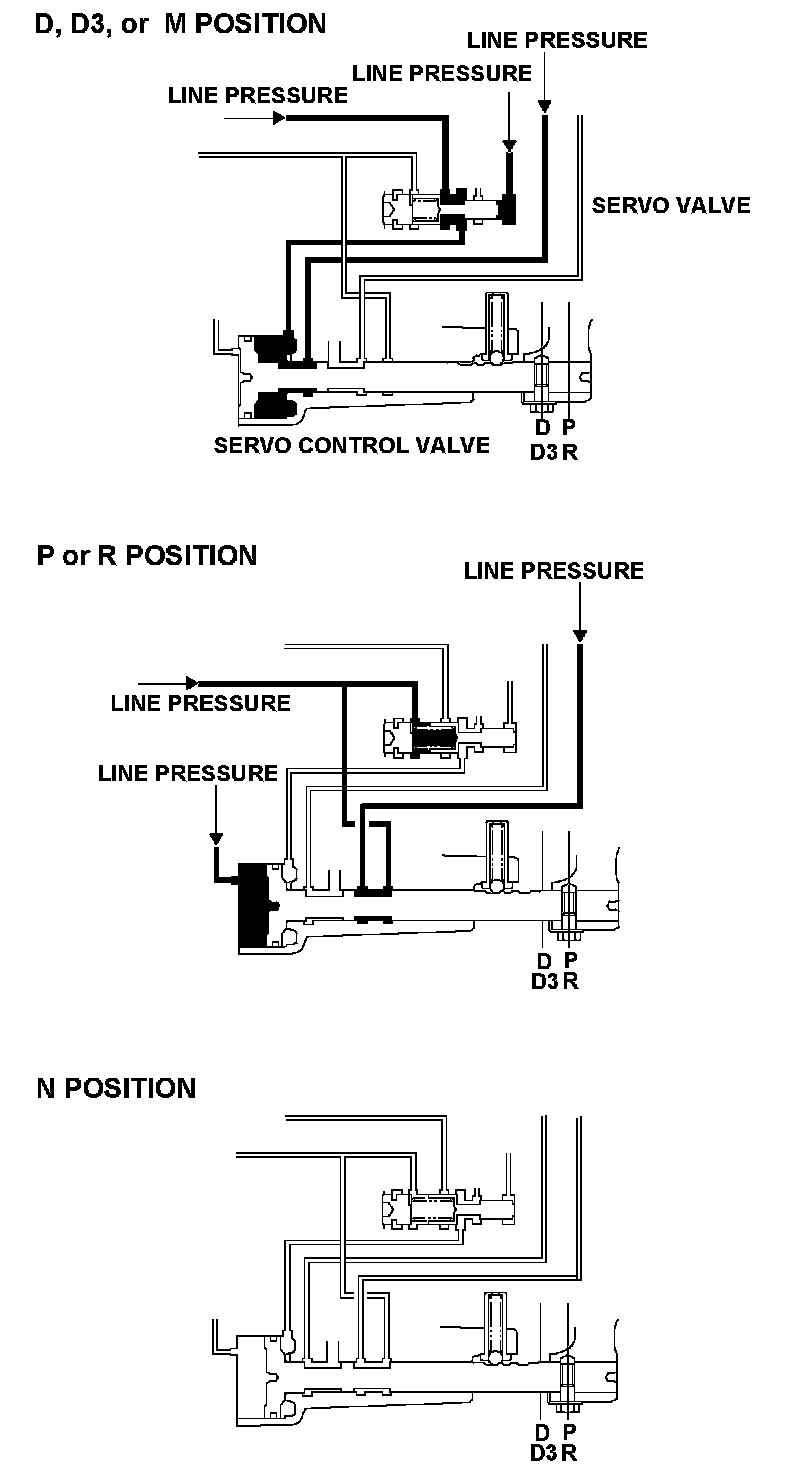 D, D3, or M POSITION
LINE PRESSURE
LINE PRESSURE
LINE PRESSURE
SERVO VALVE
D P
D3 R
SERVO CONTROL VALVE
P or R POSITION
LINE PRESSURE
LINE PRESSURE
LINE PRESSURE
D P
D3 R
N POSITION
D P
D3 R